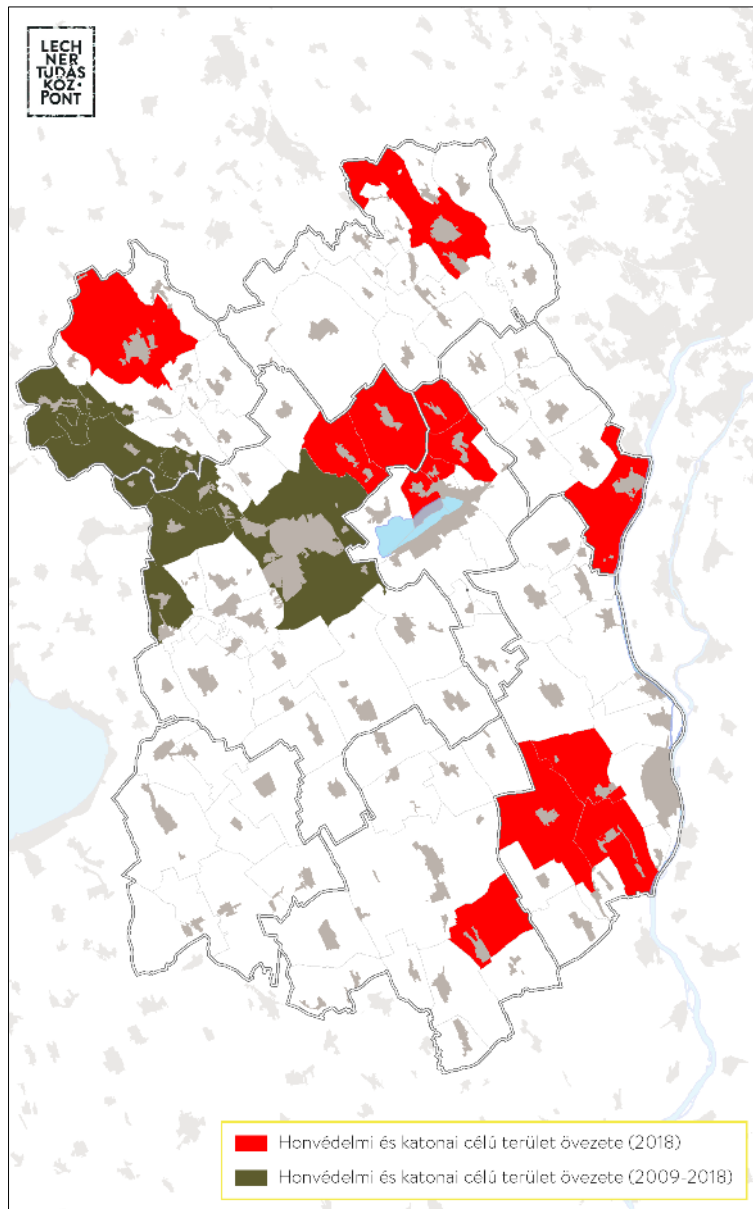 LECH
NER
TUDÁS
KÖZ•
PONT
Honvédelmi és katonai célú terület övezete (2018)
Honvédelmi és katonai célú terület övezete (2009-2018)